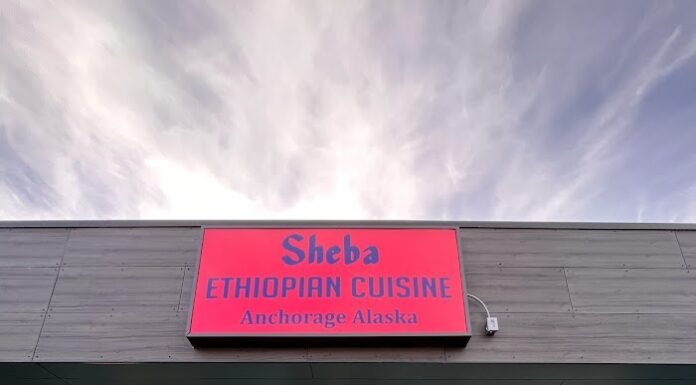 Sheba
ETHIOPIAN CUISINE
Anchorage Alaska